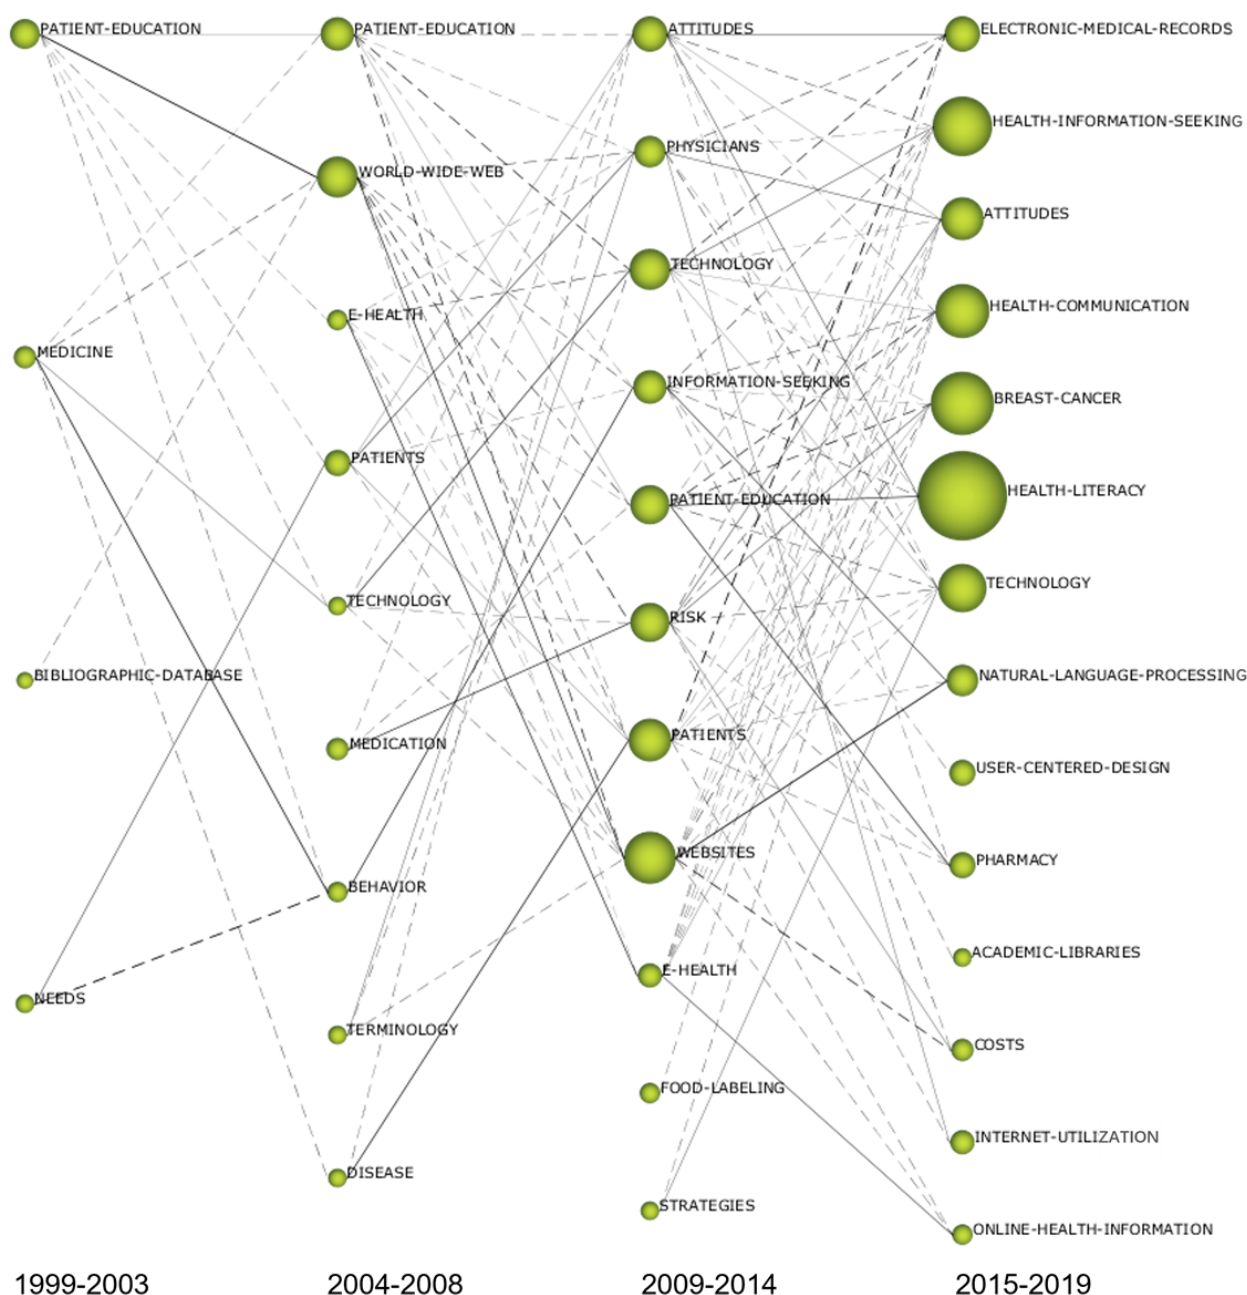 PATIENT-EDUCATION
MEDICINE
BIBLIOGRAPHIC-DATABASE
NEEDS
1999-2003
PATIENT-EDUCATION
WORLD-WIDE-WEB
E-HEALTH
PATIENTS
TECHNOLOGY
MEDICATION
BEHAVIOR
TERMINOLOGY
DISEASE
2004-2008
ATTITUDES
PHYSICIANS
TECHNOLOGY
INFORMATION-SEEKING
PATIENT-EDUCATION
RISK
PATIENTS
WEBSITES
E-HEALTH
FOOD-LABELING
STRATEGIES
2009-2014
ELECTRONIC-MEDICAL-RECORDS
HEALTH-INFORMATION-SEEKING
ATTITUDES
HEALTH-COMMUNICATION
BREAST-CANCER
HEALTH-LITERACY
TECHNOLOGY
NATURAL-LANGUAGE-PROCESSING
USER-CENTERED-DESIGN
PHARMACY
ACADEMIC-LIBRARIES
COSTS
INTERNET-UTILIZATION
ONLINE-HEALTH-INFORMATION
2015-2019